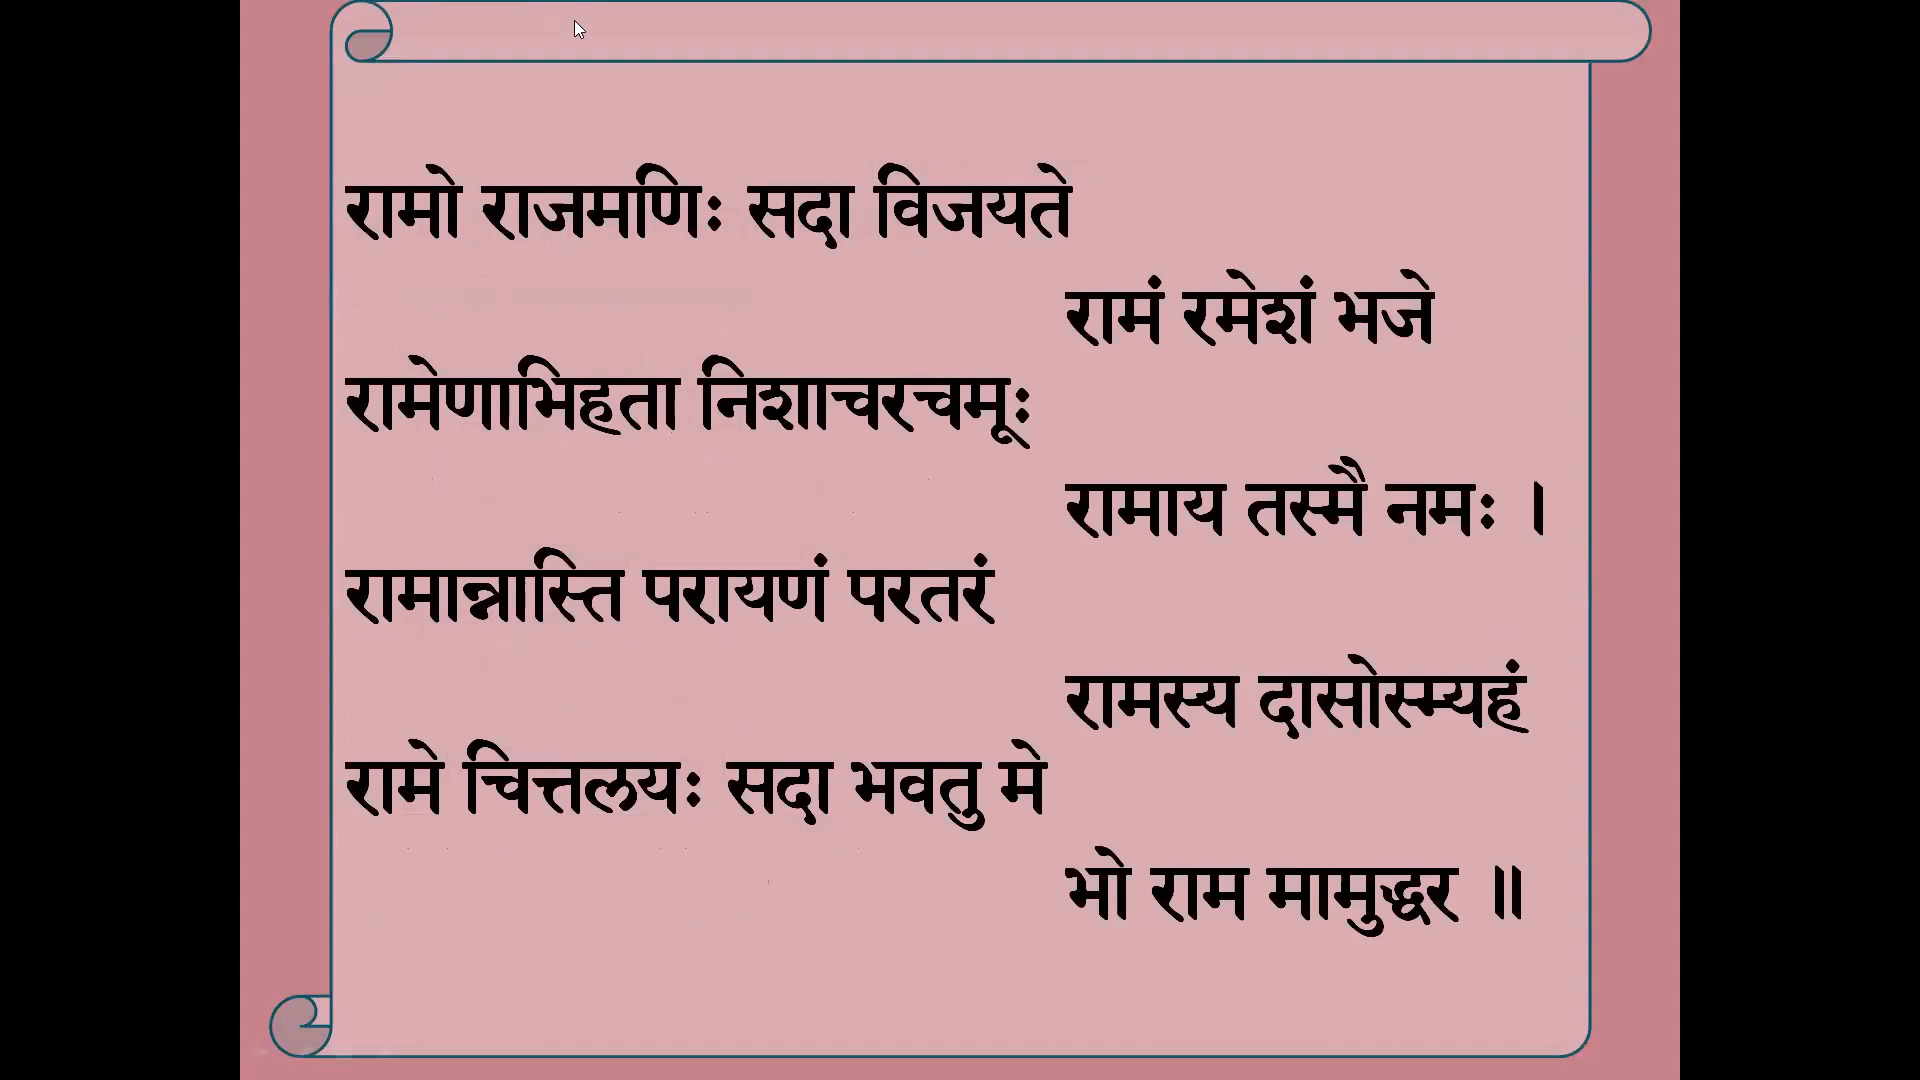 रामो राजमणिः सदा विजयते
रामं रमेशं भजे
रामेणाभिहता निशाचरचमूः
रामाय तस्मै नमः ।
रामान्नास्ति परायणं परतरं
रामस्य दासोस्म्यहं
रामे चित्तलयः सदा भवतु मे
भो राम मामुद्धर ॥